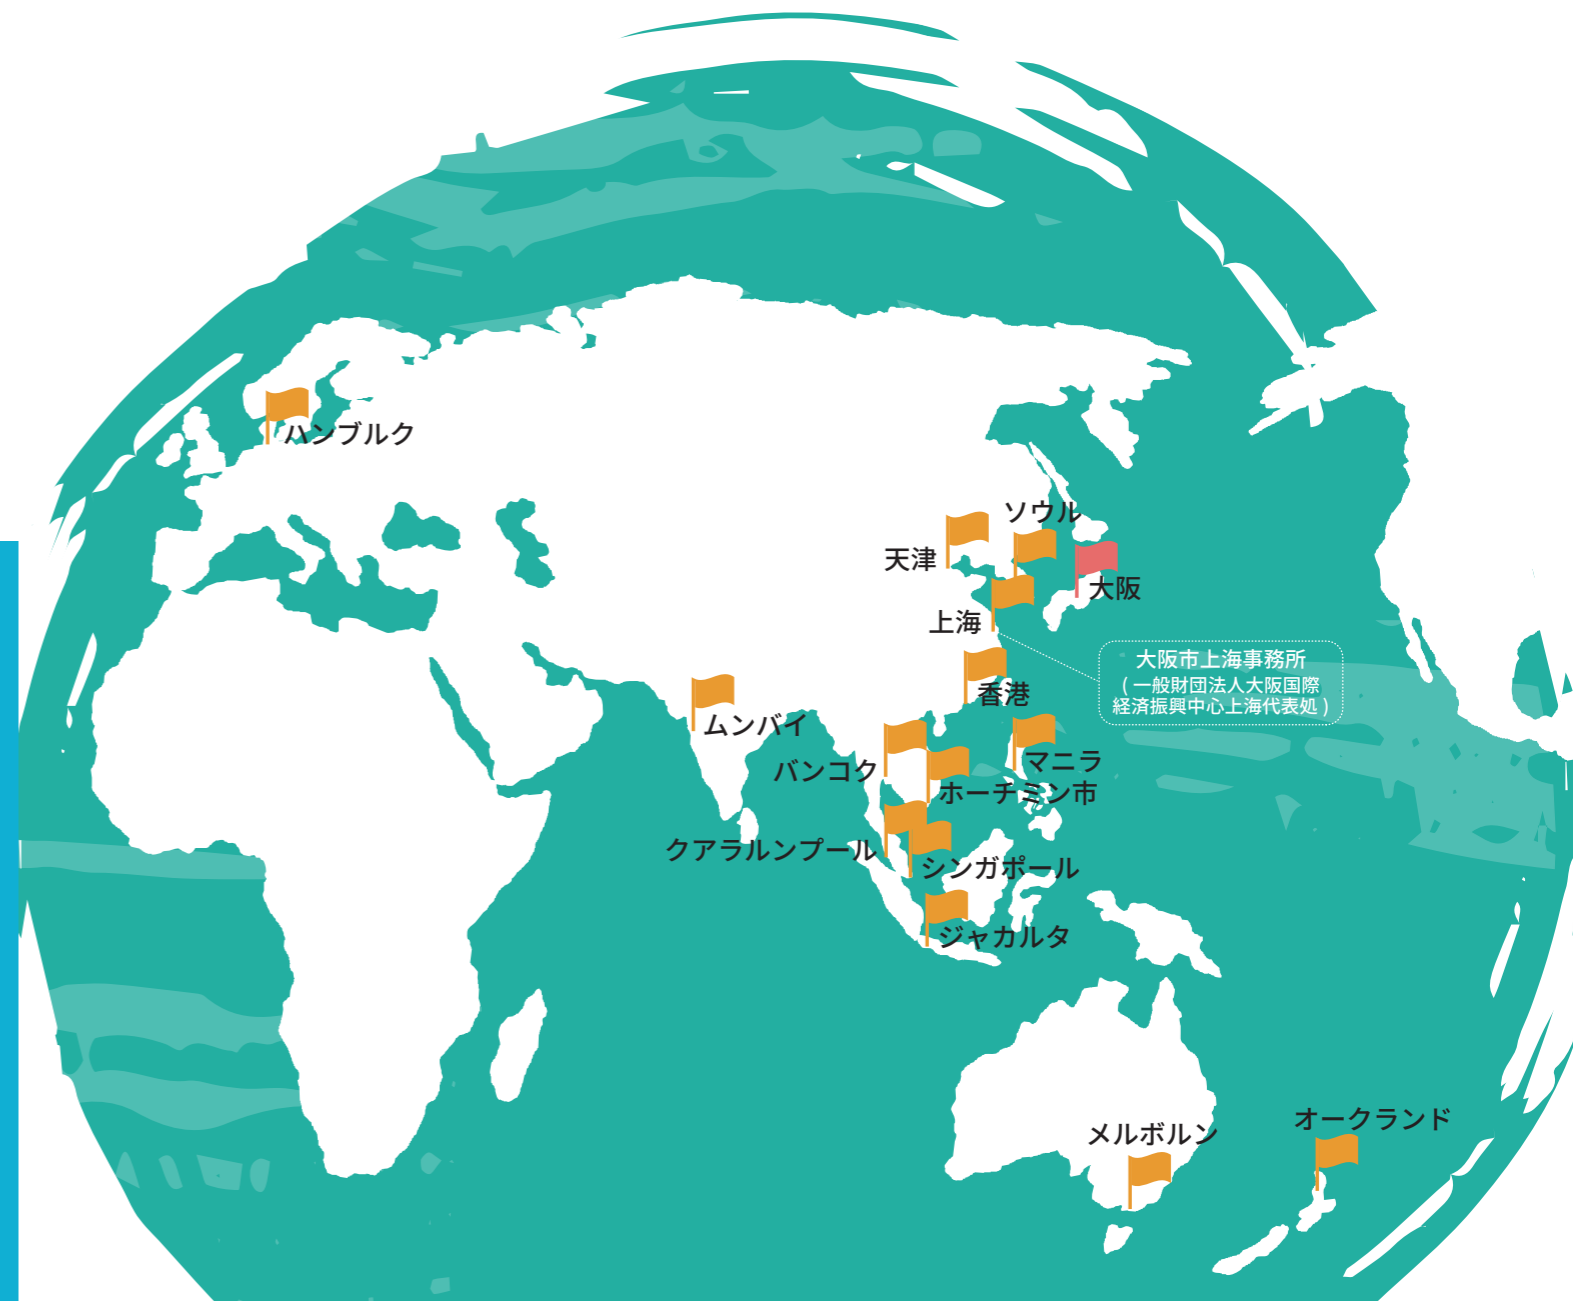 ハンブルク
ソウル
天津
大阪
上海
大阪市上海事務所
( 一般財団法人大阪国際
経済振興中心上海代表処 )
香港
ムンバイ
マニラ
バンコク
ホーチミン市
クアラルンプール
シンガポール
ジャカルタ
オークランド
メルボルン